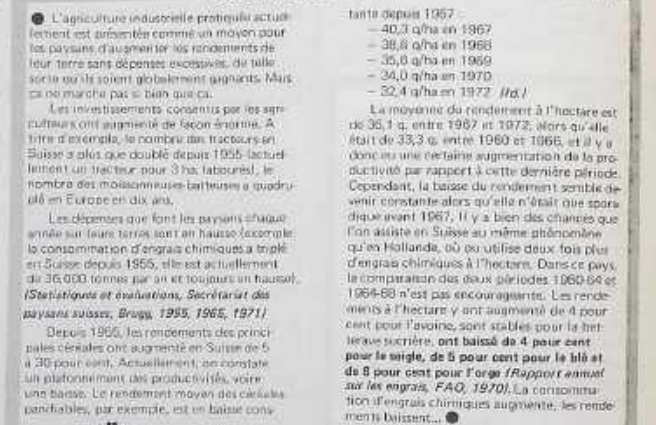 ● L'agriculture industrielle pratiquée actuel-
lement est présentée comme un moyen pour
les paysans d'augmenter les rendements de
leur terre sans dépenses excessives, de telle
sorte qu'ils soient globalement gagnants. Mais
ça ne marche pas si bien que ça.
Les investissements consentis par les agri-
culteurs ont augmenté de façon énorme. A
titre d'exemple, le nombre des tracteurs en
Suisse a plus que doublé depuis 1955 (actuel-
lement un tracteur pour 3 ha. labourés), le
nombre des moissonneuses-batteuses a quadru-
plé en Europe en dix ans.
Les dépenses que font les paysans chaque
année sur leurs terres sont en hausse (exemple:
la consommation d'engrais chimiques a triplé
en Suisse depuis 1955, elle est actuellement
de 36.000 tonnes par an et toujours en hausse).
(Statistiques et évaluations, Secrétariat des
paysans suisses, Brugg, 1955, 1965, 1971)
Depuis 1955, les rendements des princi-
pales céréales ont augmenté en Suisse de 5
à 30 pour cent. Actuellement, on constate
un plafonnement des productivités, voire
une baisse. Le rendement moyen des céréales
panifiables, par exemple, est en baisse cons-
tante depuis 1967 :
— 40,3 q/ha en 1967
— 38,8 q/ha en 1968
— 35,6 q/ha en 1969
— 34,0 q/ha en 1970
— 32,4 q/ha en 1972 (Id.)
La moyenne du rendement à l'hectare est
de 36,1 q. entre 1967 et 1972, alors qu'elle
était de 33,3 q. entre 1960 et 1966, et il y a
donc eu une certaine augmentation de la pro-
ductivité par rapport à cette dernière période.
Cependant, la baisse du rendement semble de-
venir constante alors qu'elle n'était que spora-
dique avant 1967. Il y a bien des chances que
l'on assiste en Suisse au même phénomène
qu'en Hollande, où on utilise deux fois plus
d'engrais chimiques à l'hectare. Dans ce pays,
la comparaison des deux périodes 1960-64 et
1964-68 n'est pas encourageante. Les rende-
ments à l'hectare y ont augmenté de 4 pour
cent pour l'avoine, sont stables pour la bet-
terave sucrière, ont baissé de 4 pour cent
pour le seigle, de 5 pour cent pour le blé et
de 8 pour cent pour l'orge (Rapport annuel
sur les engrais, FAO, 1970). La consomma-
tion d'engrais chimiques augmente, les rende-
ments baissent... ●